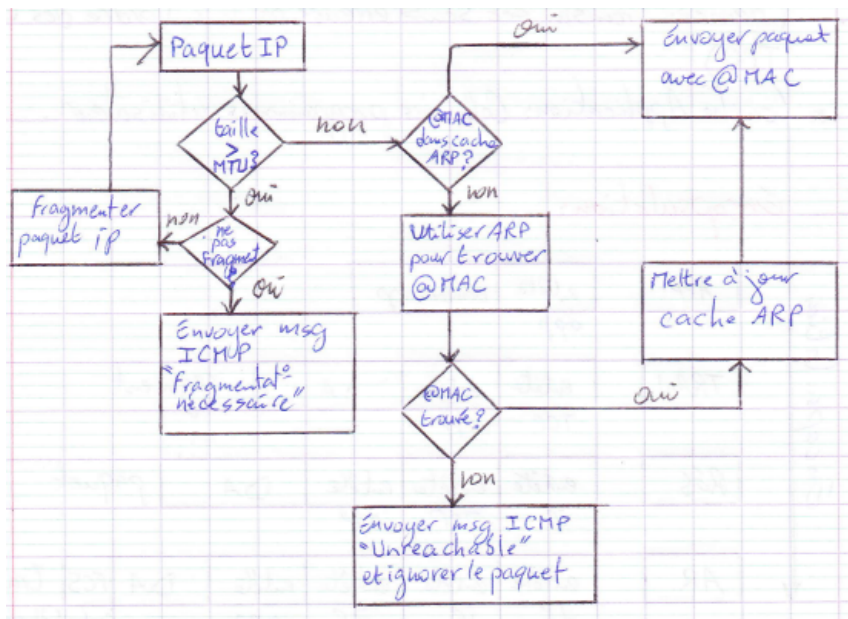 Paquet IP
taille
>
MTU?
non
oui
ne
pas
Fragment
?
non
Fragmenter
paquet iP
oui
Envoyer msg
ICMP
"Fragmentat°
nécessaire"
@MAC
dans cache
ARP?
oui
non
Envoyer paquet
avec @MAC
Utiliser ARP
pour trouver
@MAC
@MAC
trouvée?
oui
Mettre à jour
cache ARP
non
Envoyer msg ICMP
"Unreachable"
et ignorer le paquet